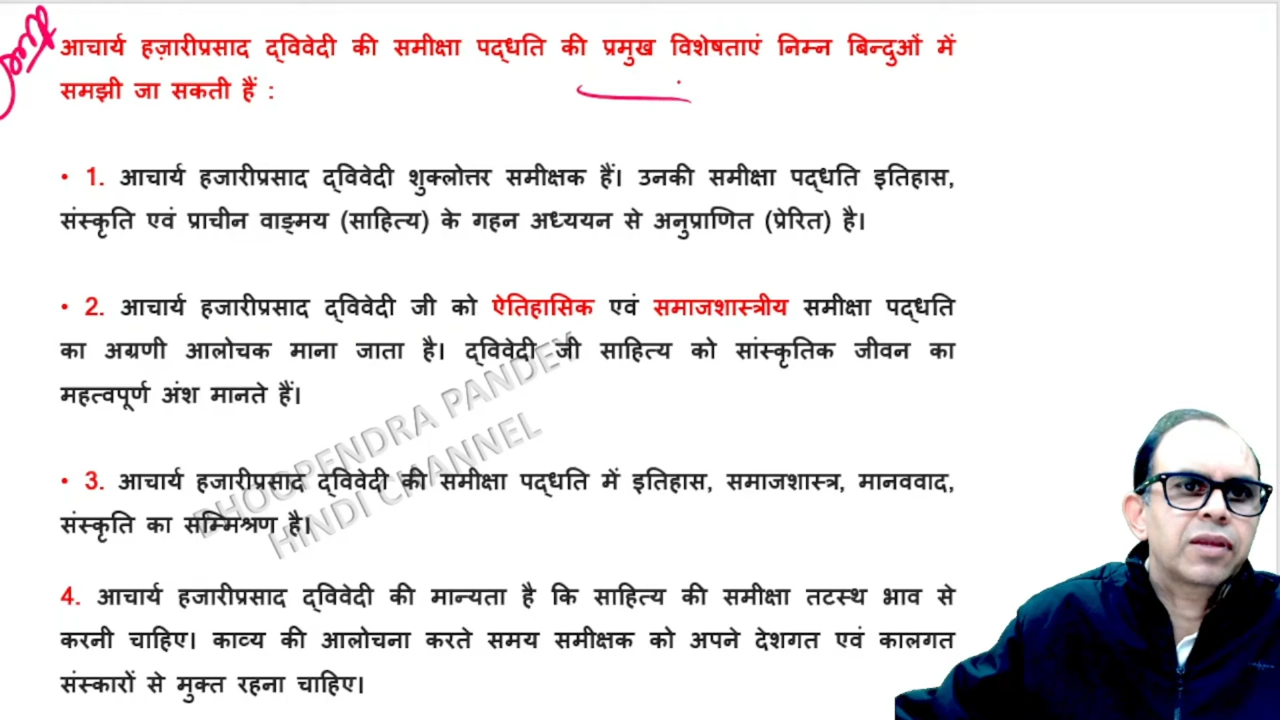 आचार्य हज़ारीप्रसाद द्विवेदी की समीक्षा पद्धति की प्रमुख विशेषताएं निम्न बिन्दुओं में
समझी जा सकती हैं :
• 1. आचार्य हजारीप्रसाद द्विवेदी शुक्लोत्तर समीक्षक हैं। उनकी समीक्षा पद्धति इतिहास,
संस्कृति एवं प्राचीन वाङ्मय (साहित्य) के गहन अध्ययन से अनुप्राणित (प्रेरित) है।
• 2. आचार्य हजारीप्रसाद द्विवेदी जी को ऐतिहासिक एवं समाजशास्त्रीय समीक्षा पद्धति
का अग्रणी आलोचक माना जाता है। द्विवेदी जी साहित्य को सांस्कृतिक जीवन का
महत्वपूर्ण अंश मानते हैं।
• 3. आचार्य हजारीप्रसाद द्विवेदी की समीक्षा पद्धति में इतिहास, समाजशास्त्र, मानववाद,
संस्कृति का सम्मिश्रण है।
4. आचार्य हजारीप्रसाद द्विवेदी की मान्यता है कि साहित्य की समीक्षा तटस्थ भाव से
करनी चाहिए। काव्य की आलोचना करते समय समीक्षक को अपने देशगत एवं कालगत
संस्कारों से मुक्त रहना चाहिए।
BHOOPENDRA PANDEY
HINDI CHANNEL